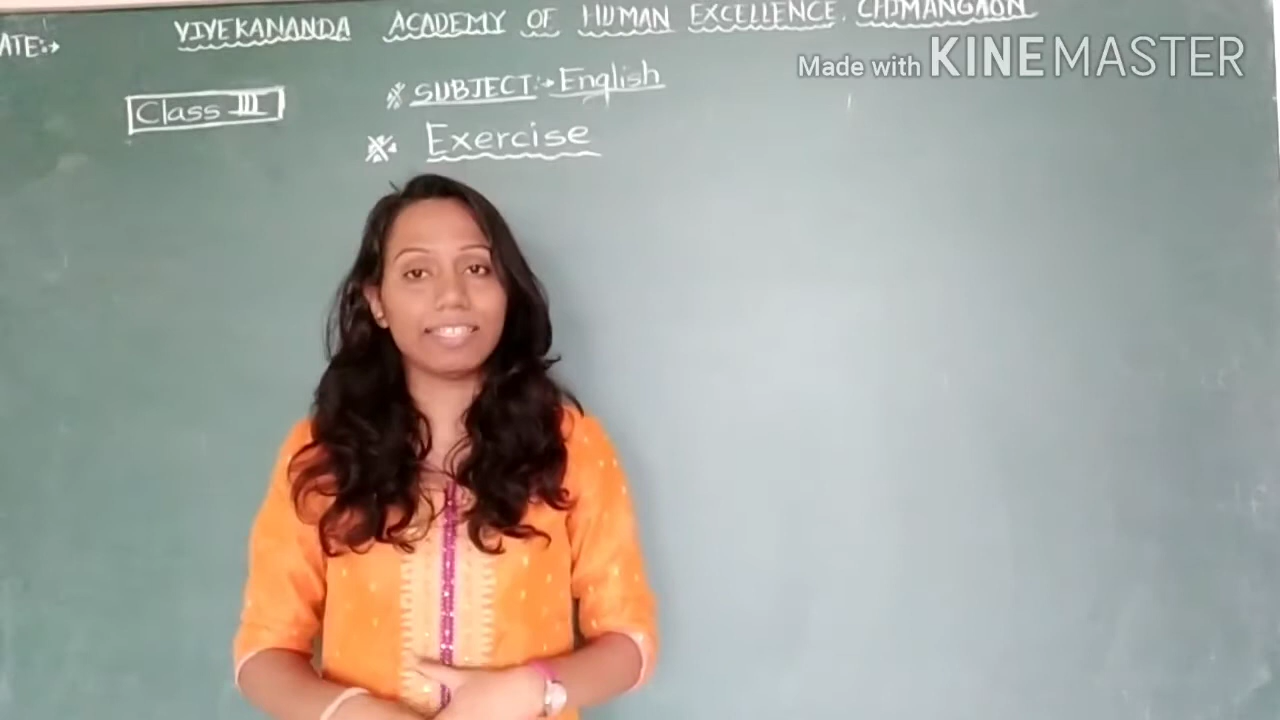 VIVEKANANDA ACADEMY OF HUMAN EXCELLENCE, CHIMANGAON
ATE:→
Made with KINEMASTER
* SUBJECT:→ English
Class III
* Exercise